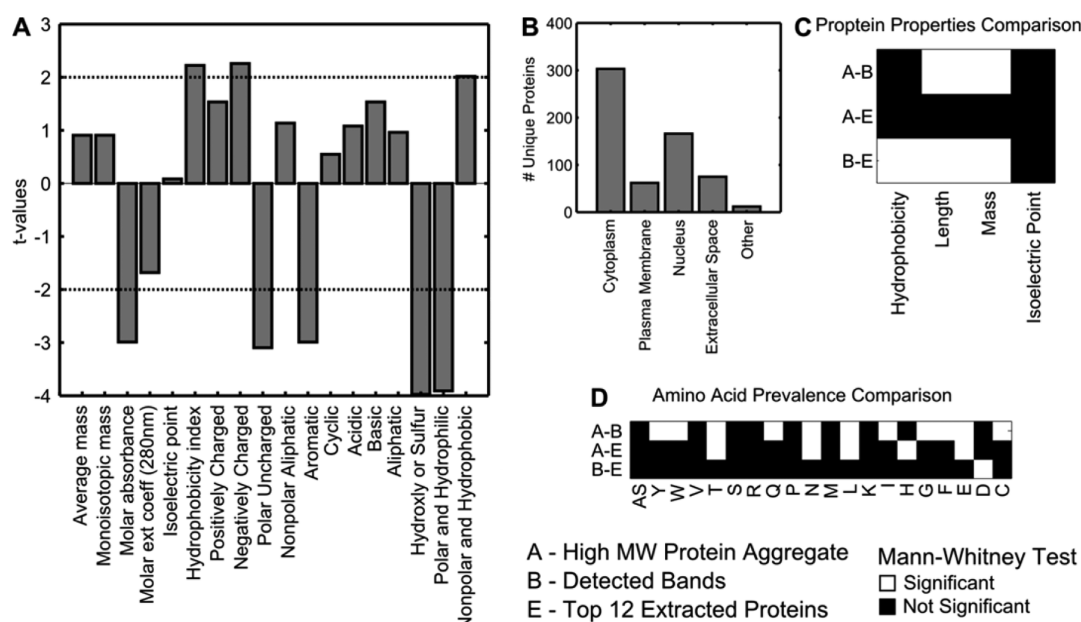 A
3
2
1
0
-1
-2
-3
-4
t-values
Average mass
Monoisotopic mass
Molar absorbance
Molar ext coeff (280nm)
Isoelectric point
Hydrophobicity index
Positively Charged
Negatively Charged
Polar Uncharged
Nonpolar Aliphatic
Aromatic
Cyclic
Acidic
Basic
Aliphatic
Hydroxly or Sulfur
Polar and Hydrophilic
Nonpolar and Hydrophobic
B
400
300
200
100
0
# Unique Proteins
Cytoplasm
Plasma Membrane
Nucleus
Extracellular Space
Other
C Proptein Properties Comparison
A-B
A-E
B-E
Hydrophobicity
Length
Mass
Isoelectric Point
D Amino Acid Prevalence Comparison
A-B
A-E
B-E
AS Y W V T S R Q P N M L K I H G F E D C
A - High MW Protein Aggregate
B - Detected Bands
E - Top 12 Extracted Proteins
Mann-Whitney Test
Significant
Not Significant